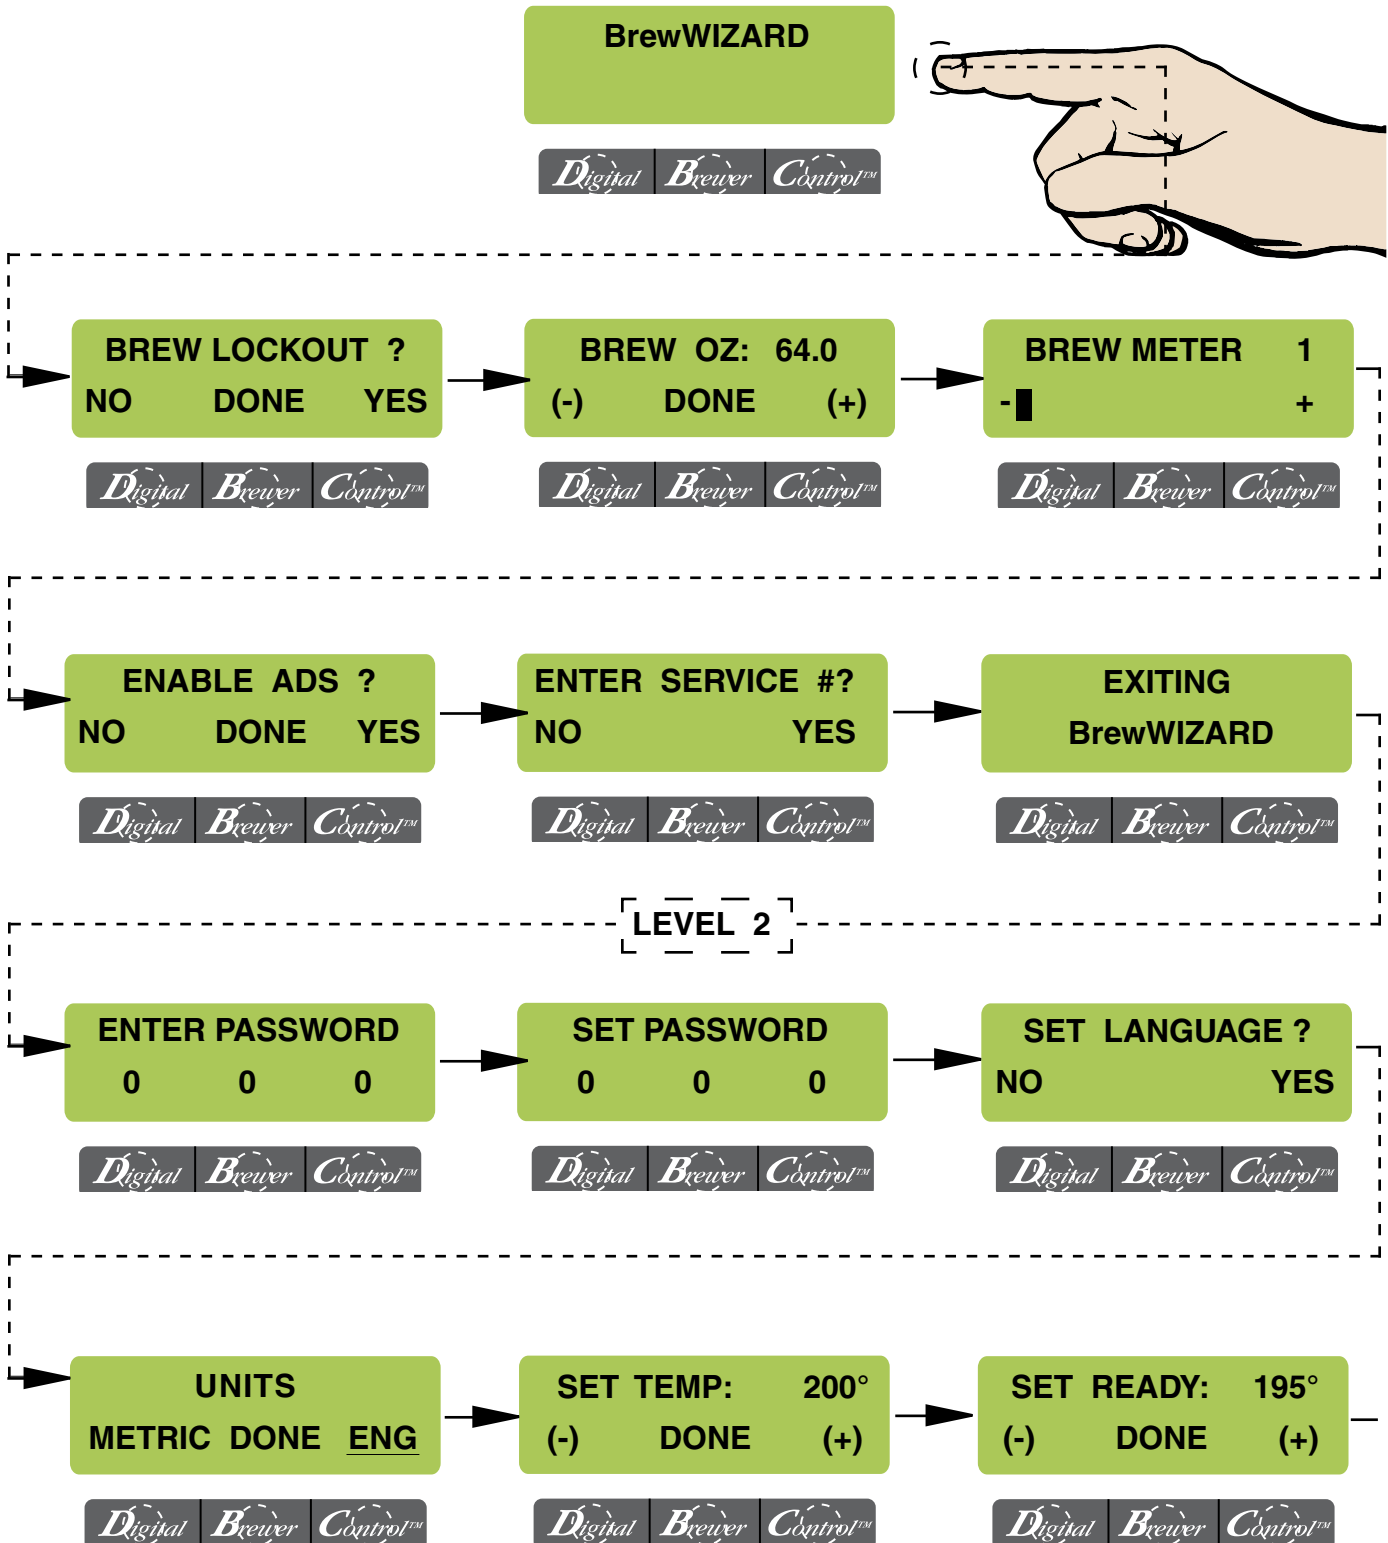 BrewWIZARD
Digital Brewer Control™
BREW LOCKOUT ?
NO DONE YES
Digital Brewer Control™
BREW OZ: 64.0
(-) DONE (+)
Digital Brewer Control™
BREW METER 1
- +
Digital Brewer Control™
ENABLE ADS ?
NO DONE YES
Digital Brewer Control™
ENTER SERVICE #?
NO YES
Digital Brewer Control™
EXITING
BrewWIZARD
Digital Brewer Control™
LEVEL 2
ENTER PASSWORD
0 0 0
Digital Brewer Control™
SET PASSWORD
0 0 0
Digital Brewer Control™
SET LANGUAGE ?
NO YES
Digital Brewer Control™
UNITS
METRIC DONE ENG
Digital Brewer Control™
SET TEMP: 200°
(-) DONE (+)
Digital Brewer Control™
SET READY: 195°
(-) DONE (+)
Digital Brewer Control™